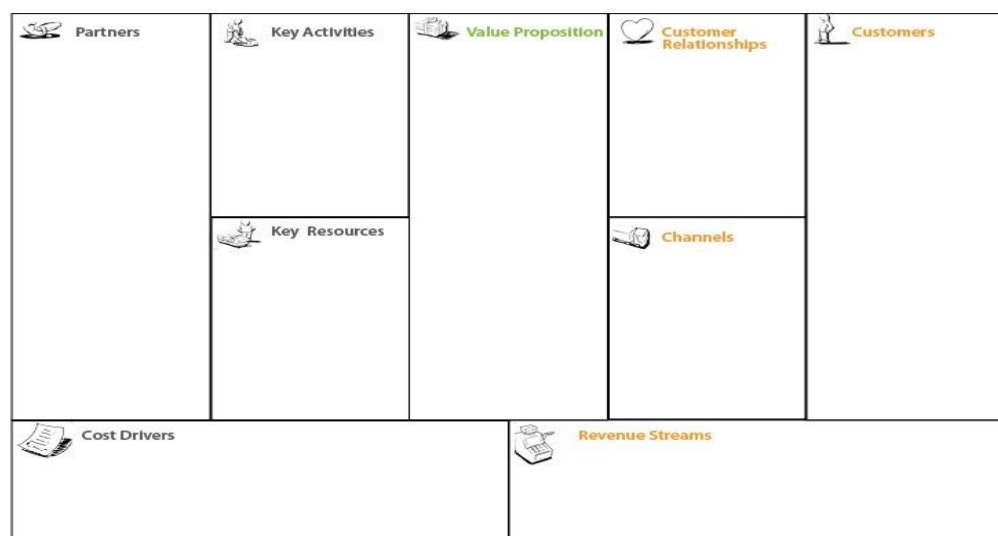 Partners
Key Activities
Value Proposition
Customer
Relationships
Customers
Key Resources
Channels
Cost Drivers
Revenue Streams